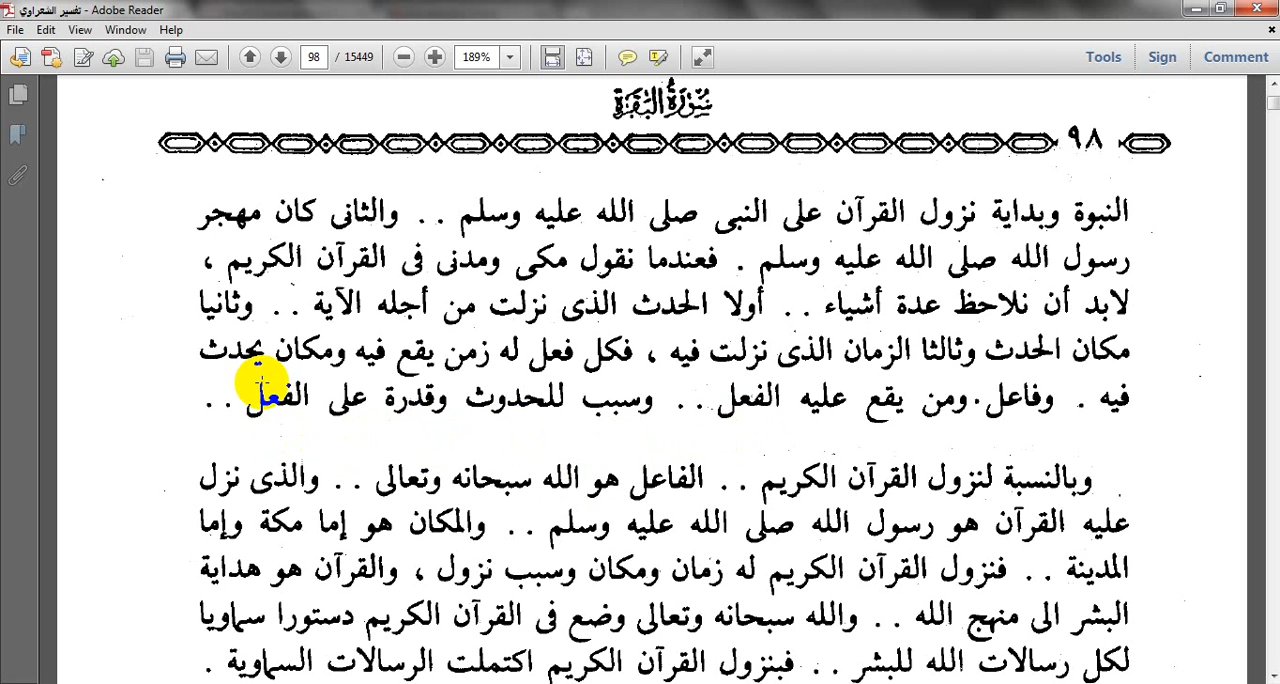 تفسير الشعراوي - Adobe Reader
File Edit View Window Help
98 / 15449 189% Tools Sign Comment
سورة البقرة
٩٨
النبوة وبداية نزول القرآن على النبى صلى الله عليه وسلم . . والثانى كان مهجر
رسول الله صلى الله عليه وسلم . فعندما نقول مكى ومدنى فى القرآن الكريم ،
لابد أن نلاحظ عدة أشياء . . أولا الحدث الذى نزلت من أجله الآية . . وثانيا
مكان الحدث وثالثا الزمان الذى نزلت فيه ، فكل فعل له زمن يقع فيه ومكان يحدث
فيه . وفاعل . ومن يقع عليه الفعل . . وسبب للحدوث وقدرة على الفعل . .
وبالنسبة لنزول القرآن الكريم . . الفاعل هو الله سبحانه وتعالى . . والذى نزل
عليه القرآن هو رسول الله صلى الله عليه وسلم . . والمكان هو إما مكة وإما
المدينة . . فنزول القرآن الكريم له زمان ومكان وسبب نزول ، والقرآن هو هداية
البشر الى منهج الله . . والله سبحانه وتعالى وضع فى القرآن الكريم دستورا سماويا
لكل رسالات الله للبشر . . فبنزول القرآن الكريم اكتملت الرسالات السماوية .